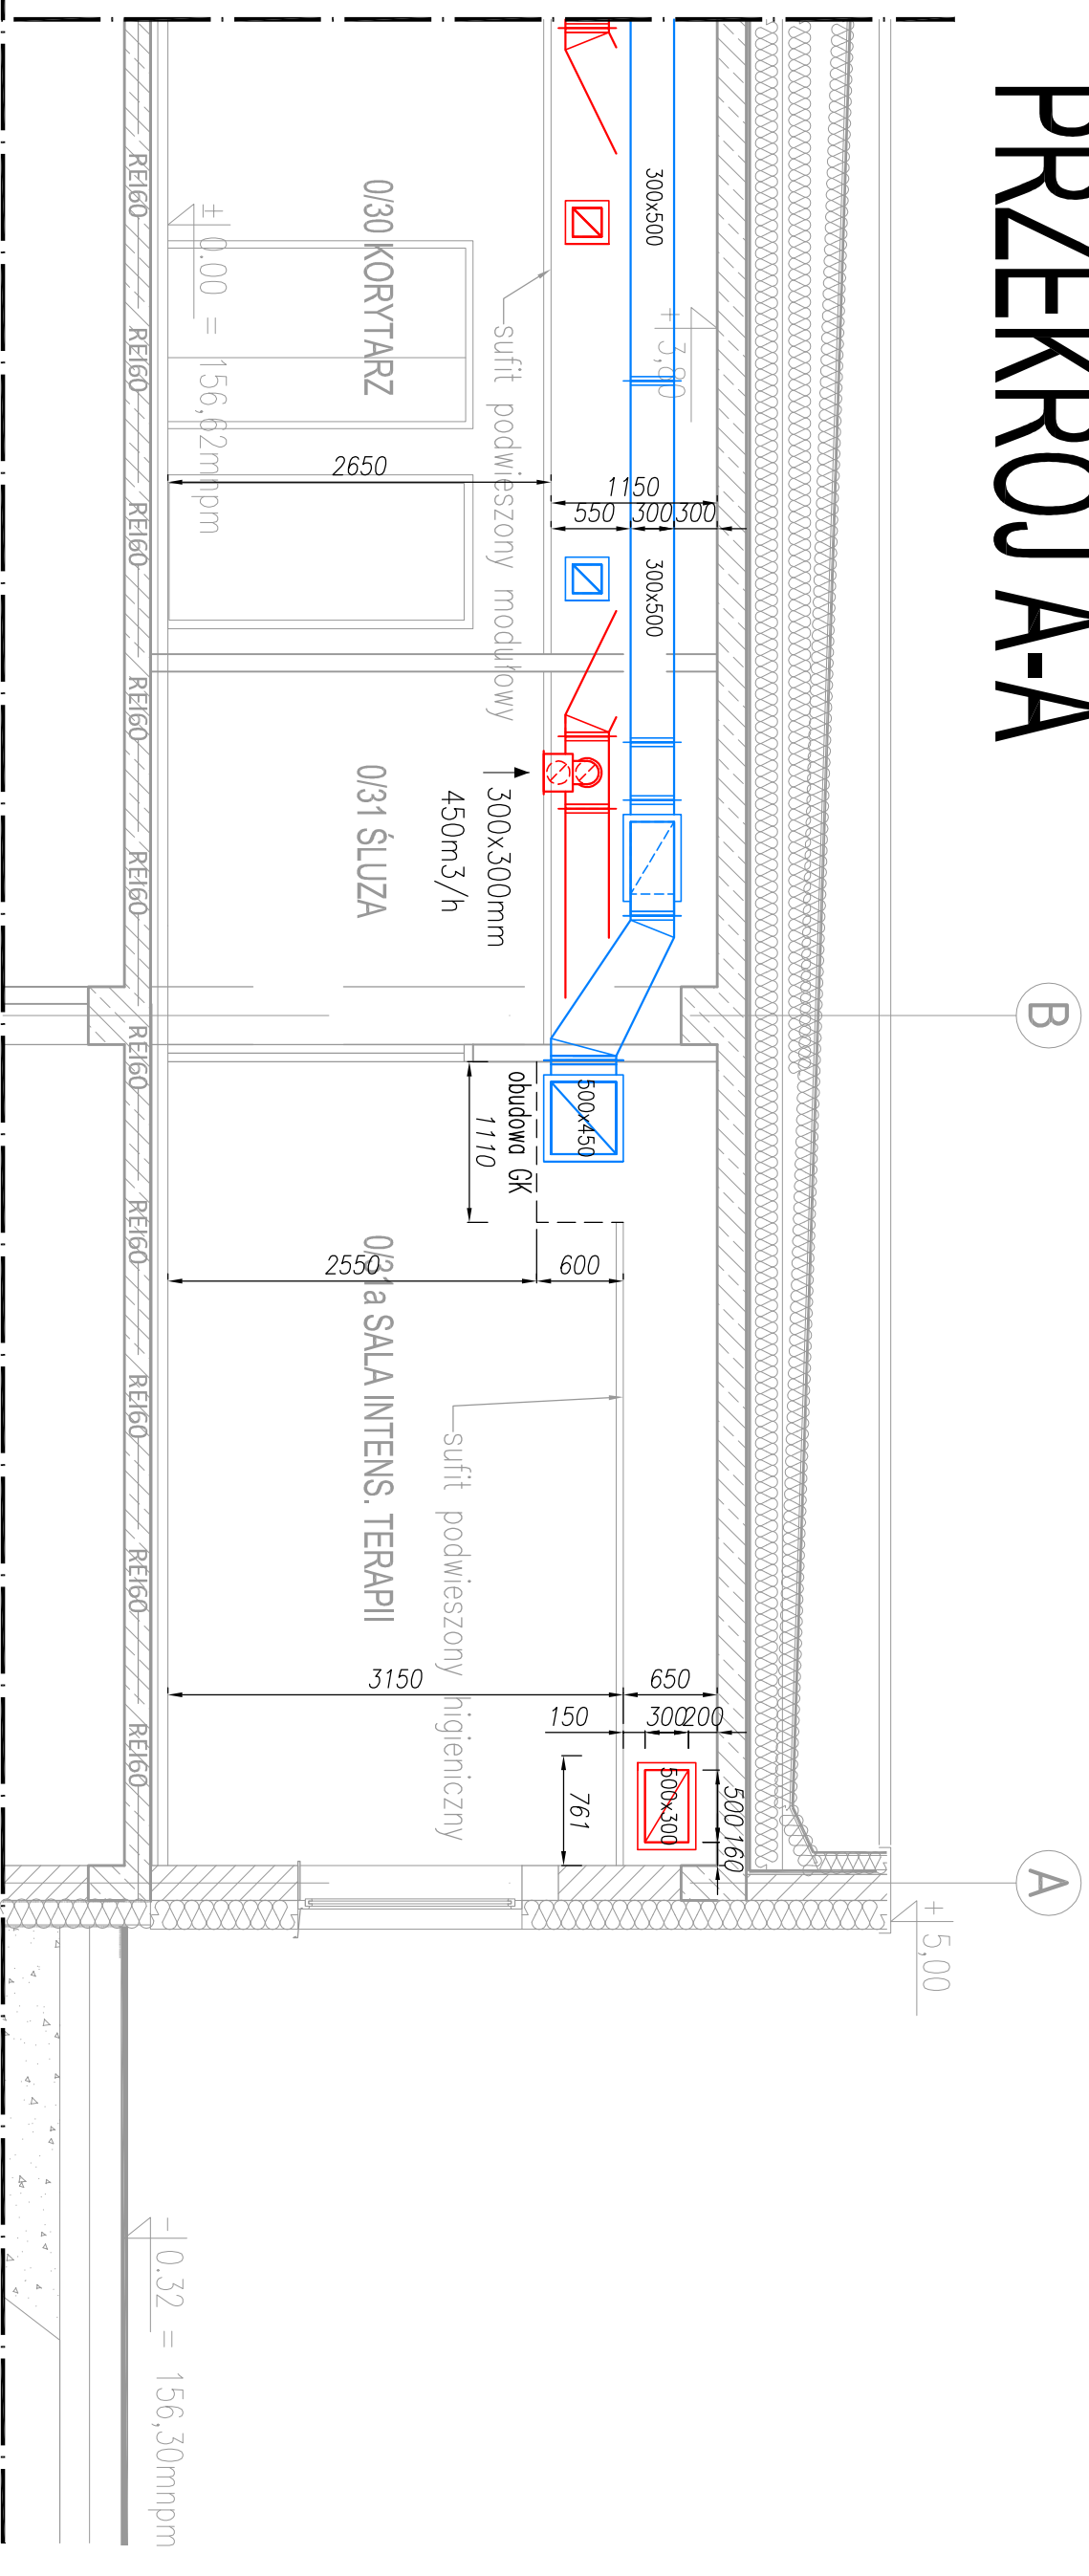 PRZEKRÓJ A-A
B
A
+ 5,00
+ 3,80
300x500
300x500
1150
550
300
300
2650
sufit podwieszony modułowy
0/30 KORYTARZ
± 0.00 = 156,62mnpm
300x300mm
450m3/h
0/31 ŚLUZA
500x450
obudowa GK
1110
2550
600
0/31a SALA INTENS. TERAPII
sufit podwieszony higieniczny
3150
650
150
300
200
500x300
500
160
761
REI60
REI60
REI60
REI60
REI60
REI60
REI60
REI60
REI60
REI60
- 0.32 = 156,30mnpm